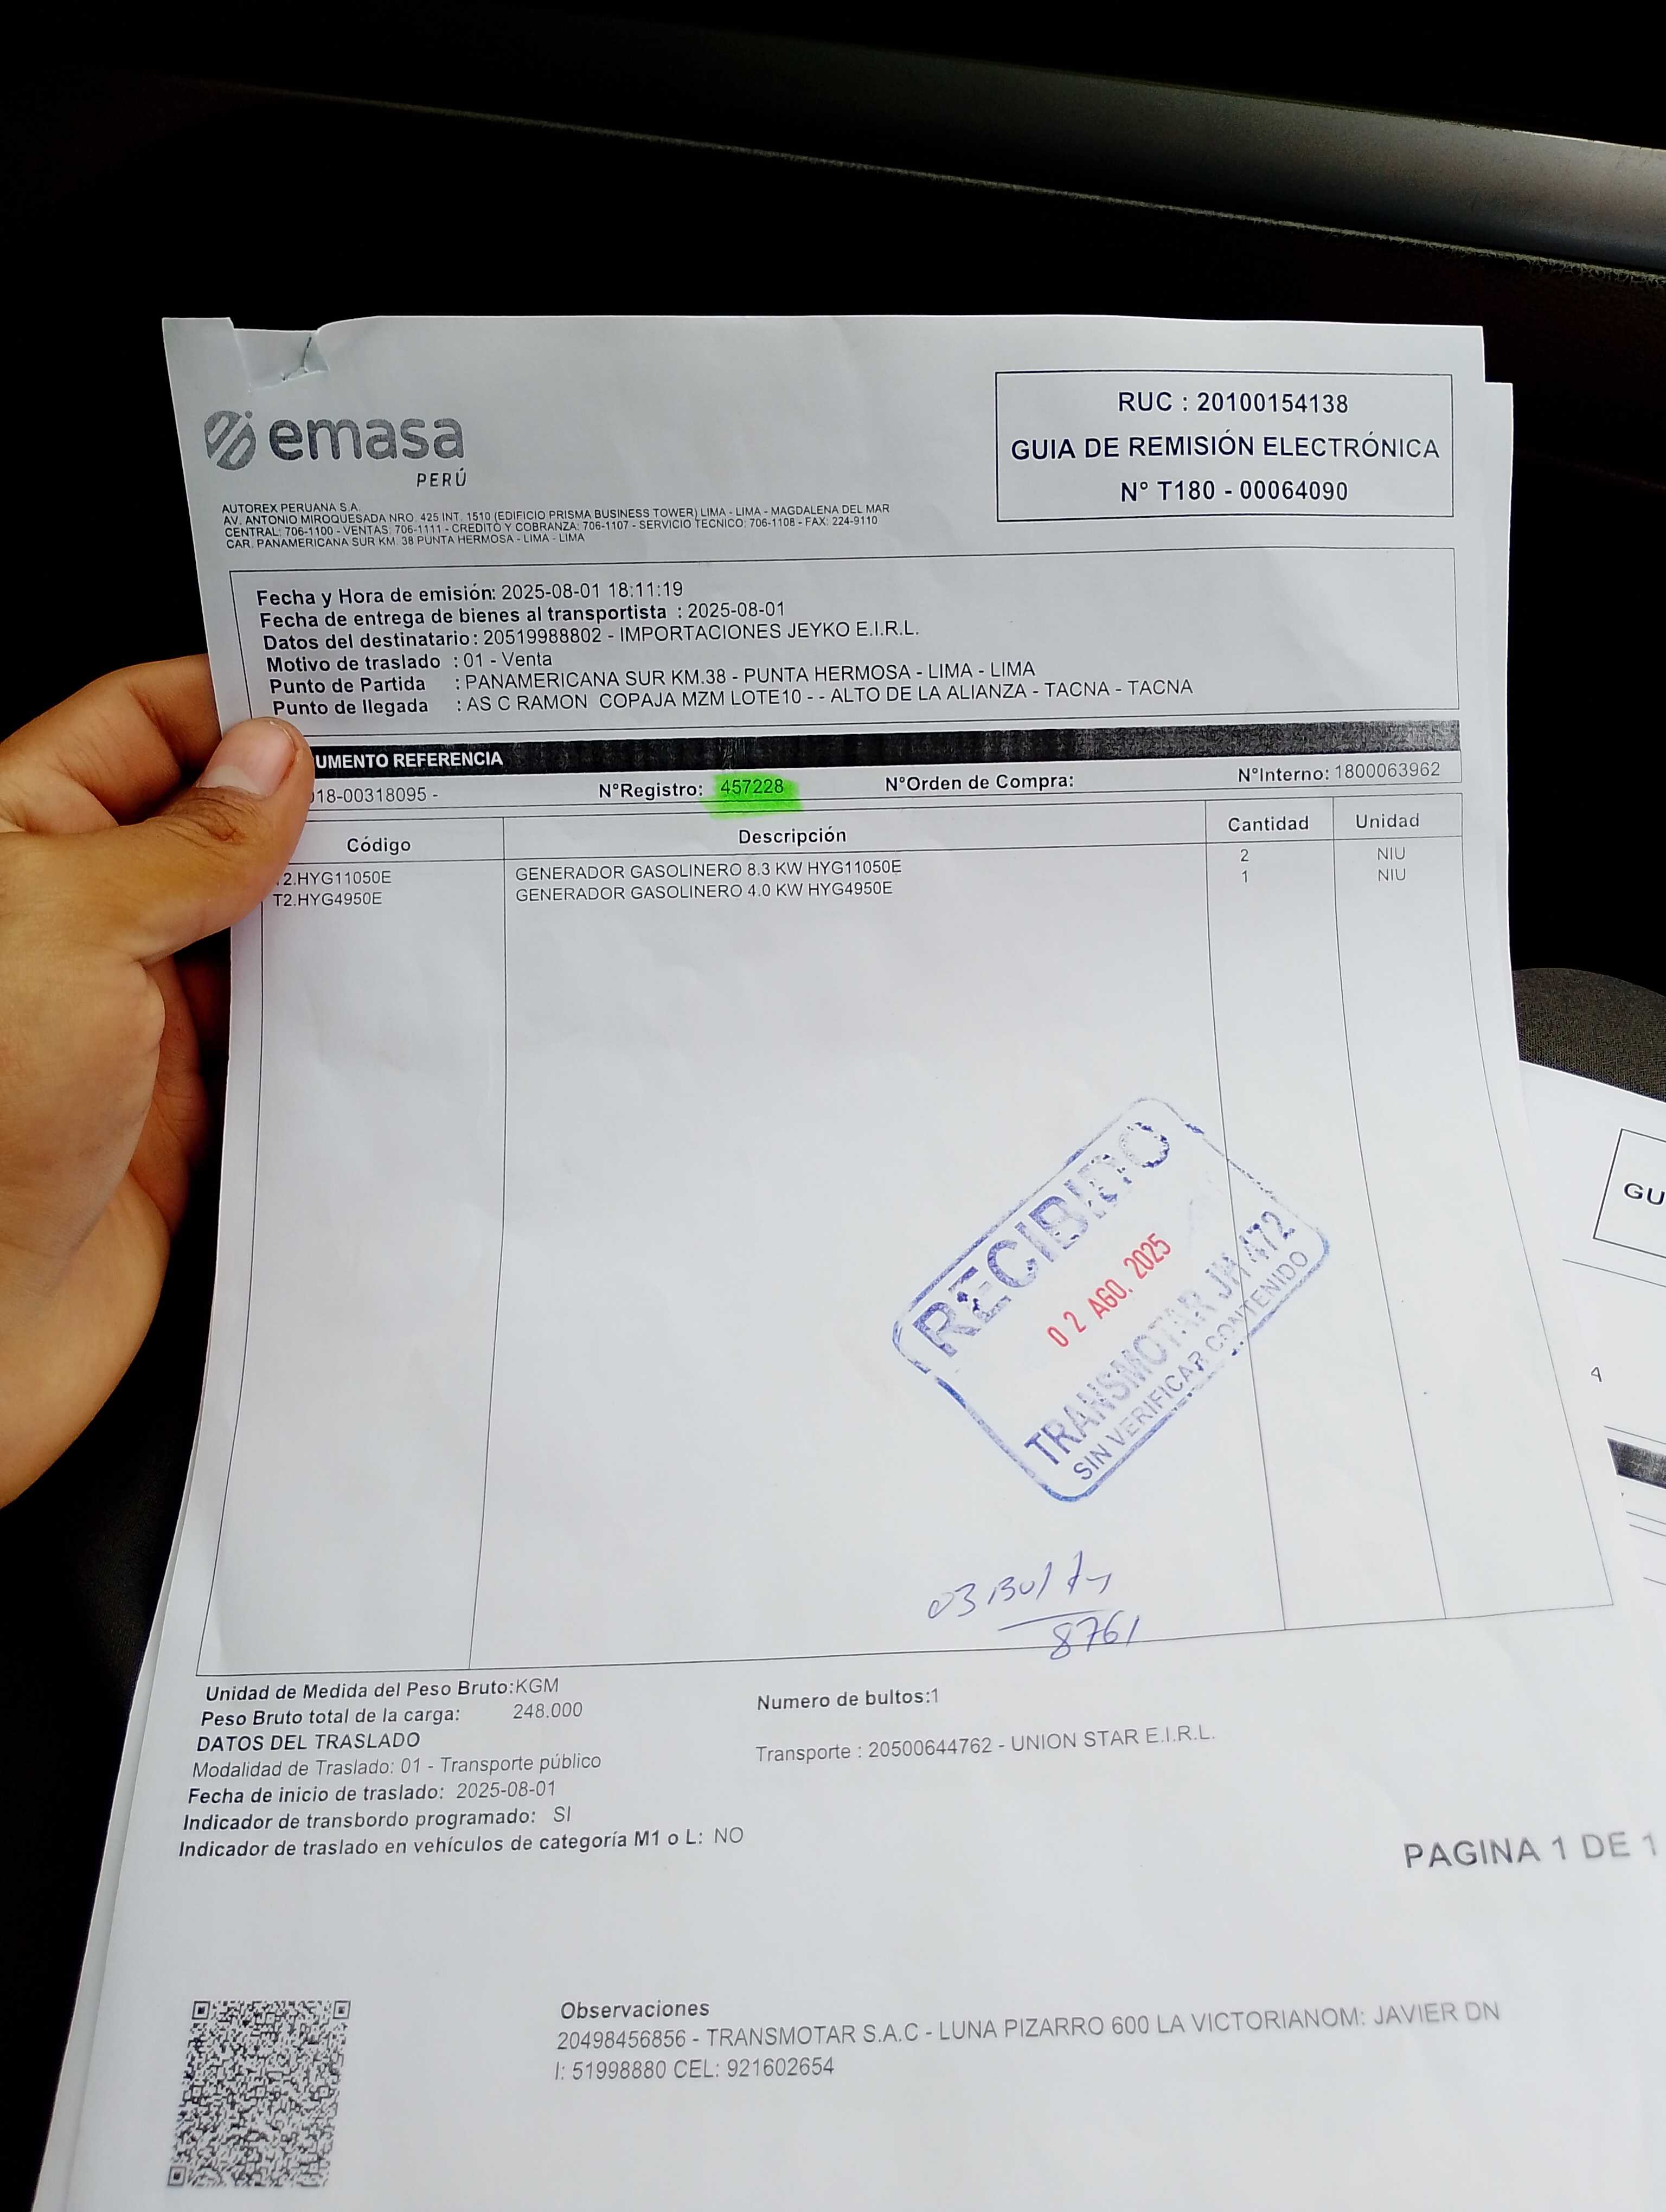 emasa
PERÚ
RUC : 20100154138
GUIA DE REMISIÓN ELECTRÓNICA
N° T180 - 00064090
AUTOREX PERUANA S.A.
AV. ANTONIO MIROQUESADA NRO. 425 INT. 1510 (EDIFICIO PRISMA BUSINESS TOWER) LIMA - LIMA - MAGDALENA DEL MAR
CENTRAL: 706-1100 - VENTAS: 706-1111 - CREDITO Y COBRANZA: 706-1107 - SERVICIO TECNICO: 706-1108 - FAX: 224-9110
CAR. PANAMERICANA SUR KM. 38 PUNTA HERMOSA - LIMA - LIMA
Fecha y Hora de emisión: 2025-08-01 18:11:19
Fecha de entrega de bienes al transportista : 2025-08-01
Datos del destinatario: 20519988802 - IMPORTACIONES JEYKO E.I.R.L.
Motivo de traslado : 01 - Venta
Punto de Partida : PANAMERICANA SUR KM.38 - PUNTA HERMOSA - LIMA - LIMA
Punto de llegada : AS C RAMON COPAJA MZM LOTE10 - - ALTO DE LA ALIANZA - TACNA - TACNA
UMENTO REFERENCIA
018-00318095 - N°Registro: 457228 N°Orden de Compra: N°Interno: 1800063962
Código Descripción Cantidad Unidad
2.HYG11050E GENERADOR GASOLINERO 8.3 KW HYG11050E 2 NIU
T2.HYG4950E GENERADOR GASOLINERO 4.0 KW HYG4950E 1 NIU
RECIBIDO
02 AGO. 2025
TRANSMOTAR JH 472
SIN VERIFICAR CONTENIDO
03
8761
Unidad de Medida del Peso Bruto:KGM
Peso Bruto total de la carga: 248.000
Numero de bultos:1
DATOS DEL TRASLADO
Modalidad de Traslado: 01 - Transporte público
Transporte : 20500644762 - UNION STAR E.I.R.L.
Fecha de inicio de traslado: 2025-08-01
Indicador de transbordo programado: SI
Indicador de traslado en vehículos de categoría M1 o L: NO
PAGINA 1 DE 1
Observaciones
20498456856 - TRANSMOTAR S.A.C - LUNA PIZARRO 600 LA VICTORIANOM: JAVIER DN
I: 51998880 CEL: 921602654
GU
4